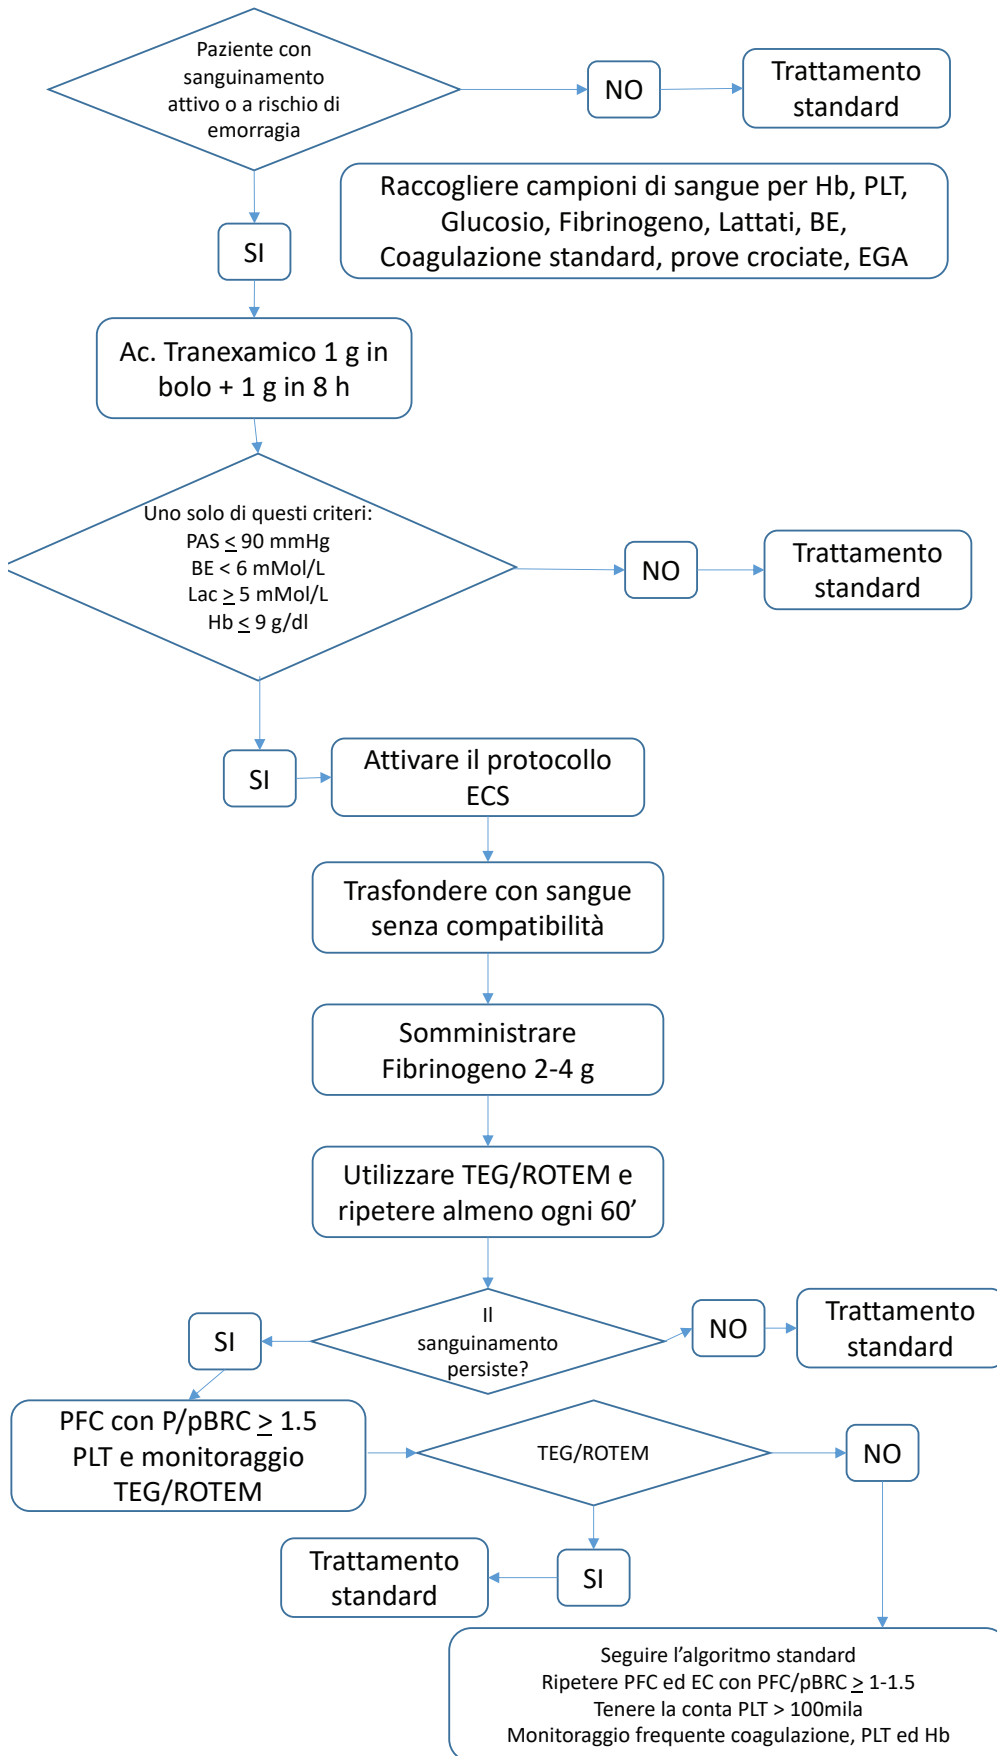 Paziente con
sanguinamento
attivo o a rischio di
emorragia
NO
Trattamento
standard
Raccogliere campioni di sangue per Hb, PLT,
Glucosio, Fibrinogeno, Lattati, BE,
Coagulazione standard, prove crociate, EGA
SI
Ac. Tranexamico 1 g in
bolo + 1 g in 8 h
Uno solo di questi criteri:
PAS ≤ 90 mmHg
BE < 6 mMol/L
Lac ≥ 5 mMol/L
Hb ≤ 9 g/dl
NO
Trattamento
standard
SI
Attivare il protocollo
ECS
Trasfondere con sangue
senza compatibilità
Somministrare
Fibrinogeno 2-4 g
Utilizzare TEG/ROTEM e
ripetere almeno ogni 60’
Il
sanguinamento
persiste?
SI
NO
Trattamento
standard
PFC con P/pBRC ≥ 1.5
PLT e monitoraggio
TEG/ROTEM
TEG/ROTEM
NO
SI
Trattamento
standard
Seguire l’algoritmo standard
Ripetere PFC ed EC con PFC/pBRC ≥ 1-1.5
Tenere la conta PLT > 100mila
Monitoraggio frequente coagulazione, PLT ed Hb